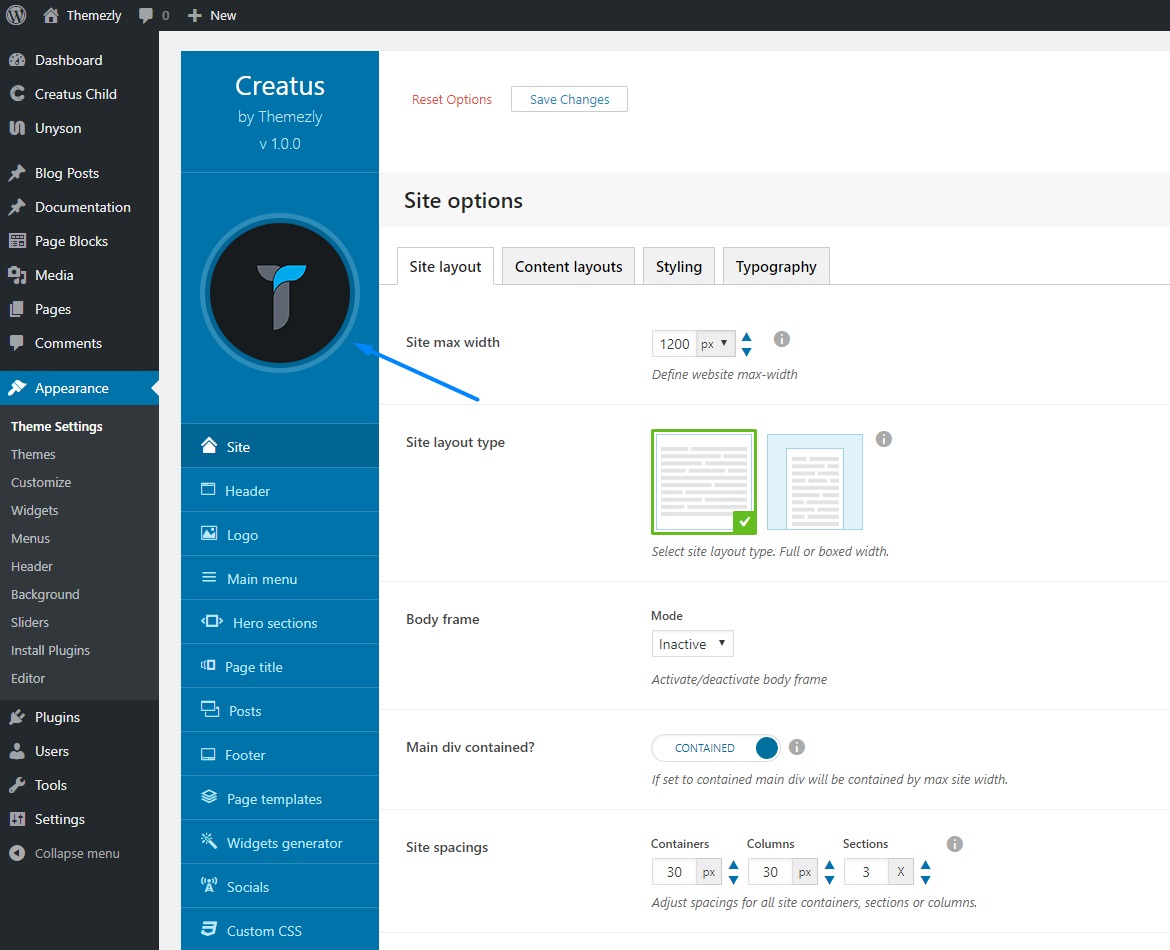 Themezly
0
New
Dashboard
Creatus Child
Unyson
Blog Posts
Documentation
Page Blocks
Media
Pages
Comments
Appearance
Theme Settings
Themes
Customize
Widgets
Menus
Header
Background
Sliders
Install Plugins
Editor
Plugins
Users
Tools
Settings
Collapse menu
Creatus
by Themezly
v 1.0.0
Site
Header
Logo
Main menu
Hero sections
Page title
Posts
Footer
Page templates
Widgets generator
Socials
Custom CSS
Reset Options
Save Changes
Site options
Site layout
Content layouts
Styling
Typography
Site max width
1200 px
Define website max-width
Site layout type
Select site layout type. Full or boxed width.
Body frame
Mode
Inactive
Activate/deactivate body frame
Main div contained?
CONTAINED
If set to contained main div will be contained by max site width.
Site spacings
Containers Columns Sections
30 px 30 px 3 X
Adjust spacings for all site containers, sections or columns.